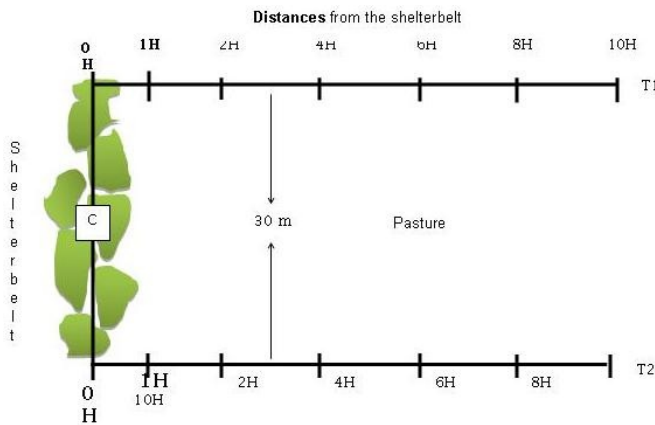 Distances from the shelterbelt
0 H
1H 2H 4H 6H 8H 10H
T1
Shelterbelt
C
30 m
Pasture
T2
0 H
1H 2H 4H 6H 8H
10H